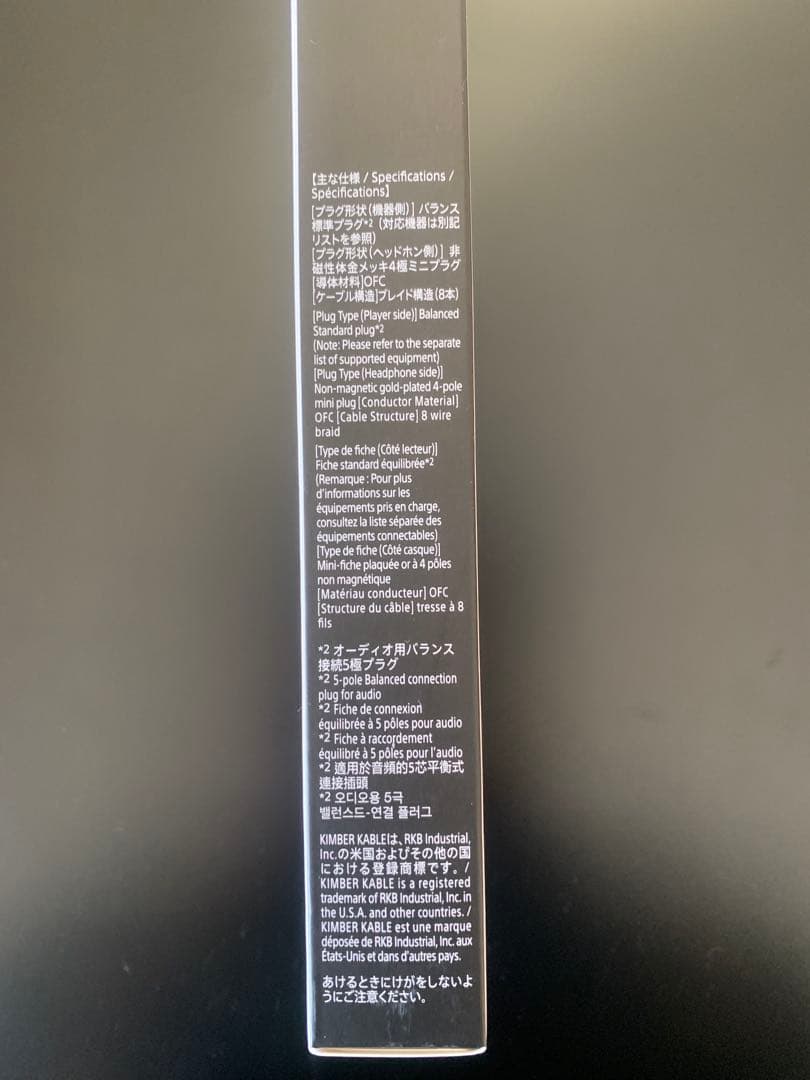 【主な仕様 / Specifications /
Spécifications】
[プラグ形状(機器側)] バランス
標準プラグ*2 (対応機器は別記
リストを参照)
[プラグ形状(ヘッドホン側)] 非
磁性体金メッキ4極ミニプラグ
[導体材料]OFC
[ケーブル構造]ブレイド構造(8本)
[Plug Type (Player side)] Balanced
Standard plug*2
(Note: Please refer to the separate
list of supported equipment)
[Plug Type (Headphone side)]
Non-magnetic gold-plated 4-pole
mini plug [Conductor Material]
OFC [Cable Structure] 8 wire
braid
[Type de fiche (Côté lecteur)]
Fiche standard équilibrée*2
(Remarque : Pour plus
d'informations sur les
équipements pris en charge,
consultez la liste séparée des
équipements connectables)
[Type de fiche (Côté casque)]
Mini-fiche plaquée or à 4 pôles
non magnétique
[Matériau conducteur] OFC
[Structure du câble] tresse à 8
fils
*2 オーディオ用バランス
接続5極プラグ
*2 5-pole Balanced connection
plug for audio
*2 Fiche de connexion
équilibrée à 5 pôles pour audio
*2 Fiche à raccordement
équilibré à 5 pôles pour l'audio
*2 適用於音頻的5芯平衡式
連接插頭
*2 오디오용 5극
밸런스드-연결 플러그
KIMBER KABLEは、RKB Industrial,
Inc.の米国およびその他の国
における登録商標です。/
KIMBER KABLE is a registered
trademark of RKB Industrial, Inc. in
the U.S.A. and other countries. /
KIMBER KABLE est une marque
déposée de RKB Industrial, Inc. aux
États-Unis et dans d'autres pays.
あけるときにけがをしないよ
うにご注意ください。